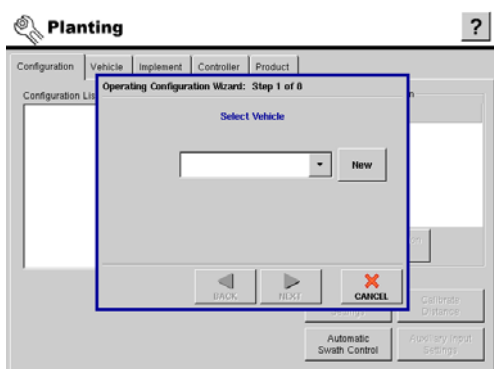 Planting
?
Configuration Vehicle Implement Controller Product
Configuration Lis
Operating Configuration Wizard: Step 1 of 8
Select Vehicle
New
BACK NEXT CANCEL
Settings
Calibrate Distance
Automatic Swath Control
Auxiliary Input Settings